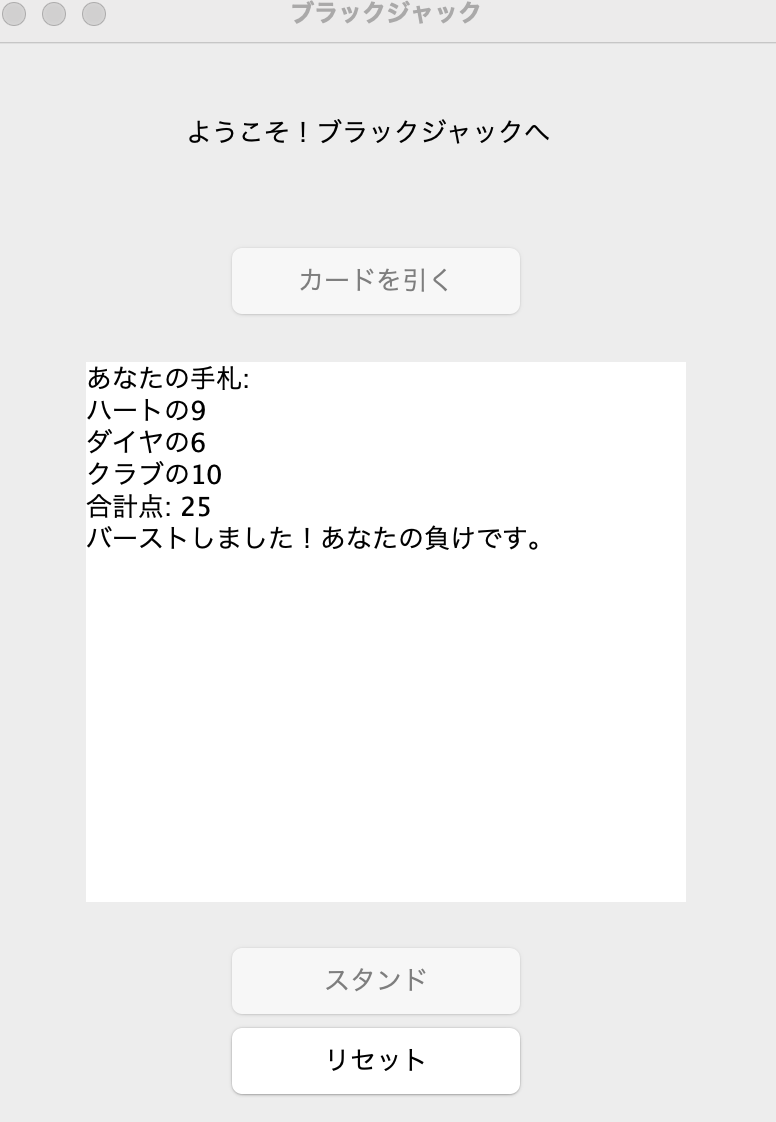 ブラックジャック
ようこそ！ブラックジャックへ
カードを引く
あなたの手札:
ハートの9
ダイヤの6
クラブの10
合計点: 25
バーストしました！あなたの負けです。
スタンド
リセット